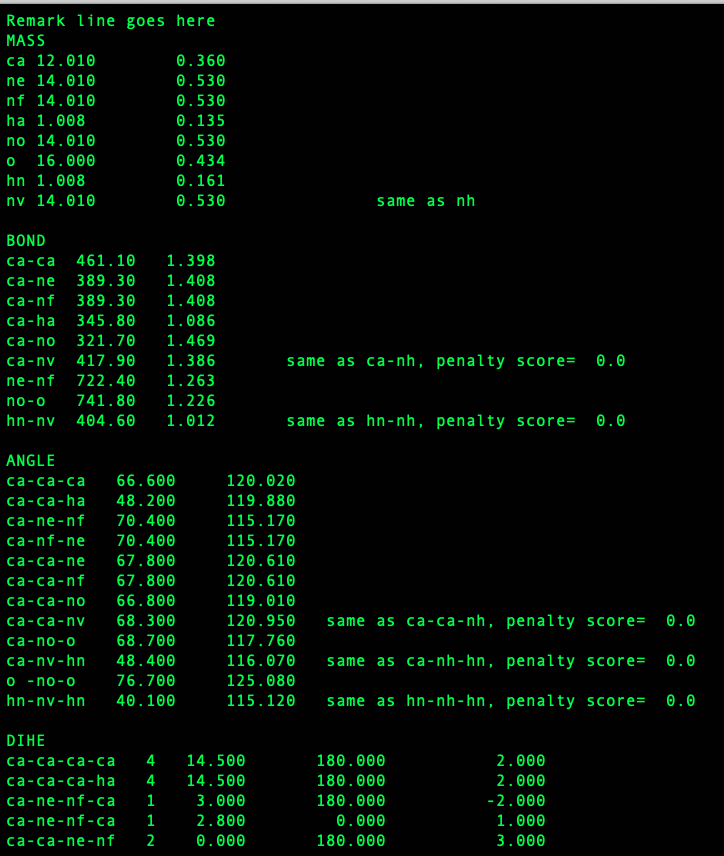 Remark line goes here
MASS
ca 12.010        0.360
ne 14.010        0.530
nf 14.010        0.530
ha 1.008         0.135
no 14.010        0.530
o  16.000        0.434
hn 1.008         0.161
nv 14.010        0.530               same as nh

BOND
ca-ca  461.10   1.398
ca-ne  389.30   1.408
ca-nf  389.30   1.408
ca-ha  345.80   1.086
ca-no  321.70   1.469
ca-nv  417.90   1.386       same as ca-nh, penalty score=  0.0
ne-nf  722.40   1.263
no-o   741.80   1.226
hn-nv  404.60   1.012       same as hn-nh, penalty score=  0.0

ANGLE
ca-ca-ca   66.600     120.020
ca-ca-ha   48.200     119.880
ca-ne-nf   70.400     115.170
ca-nf-ne   70.400     115.170
ca-ca-ne   67.800     120.610
ca-ca-nf   67.800     120.610
ca-ca-no   66.800     119.010
ca-ca-nv   68.300     120.950   same as ca-ca-nh, penalty score=  0.0
ca-no-o    68.700     117.760
ca-nv-hn   48.400     116.070   same as ca-nh-hn, penalty score=  0.0
o -no-o    76.700     125.080
hn-nv-hn   40.100     115.120   same as hn-nh-hn, penalty score=  0.0

DIHE
ca-ca-ca-ca   4   14.500       180.000           2.000
ca-ca-ca-ha   4   14.500       180.000           2.000
ca-ne-nf-ca   1    3.000       180.000          -2.000
ca-ne-nf-ca   1    2.800         0.000           1.000
ca-ca-ne-nf   2    0.000       180.000           3.000